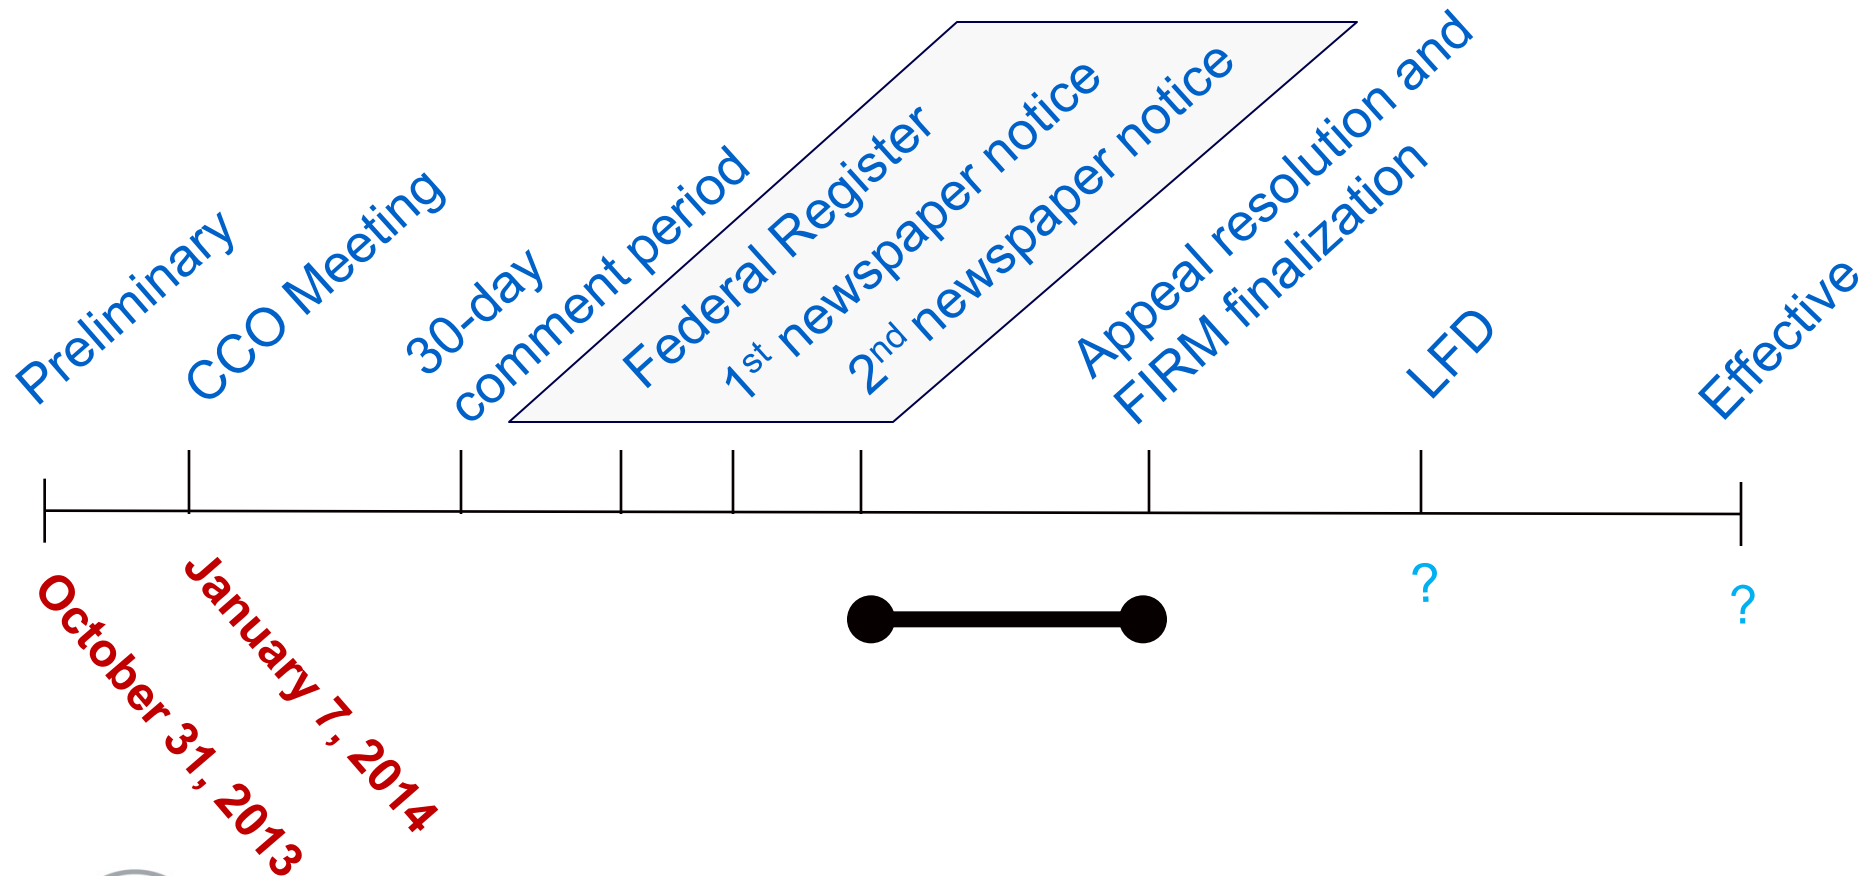 Preliminary
CCO Meeting
30-day
comment period
Federal Register
1st newspaper notice
2nd newspaper notice
Appeal resolution and
FIRM finalization
LFD
Effective
October 31, 2013
January 7, 2014
?
?